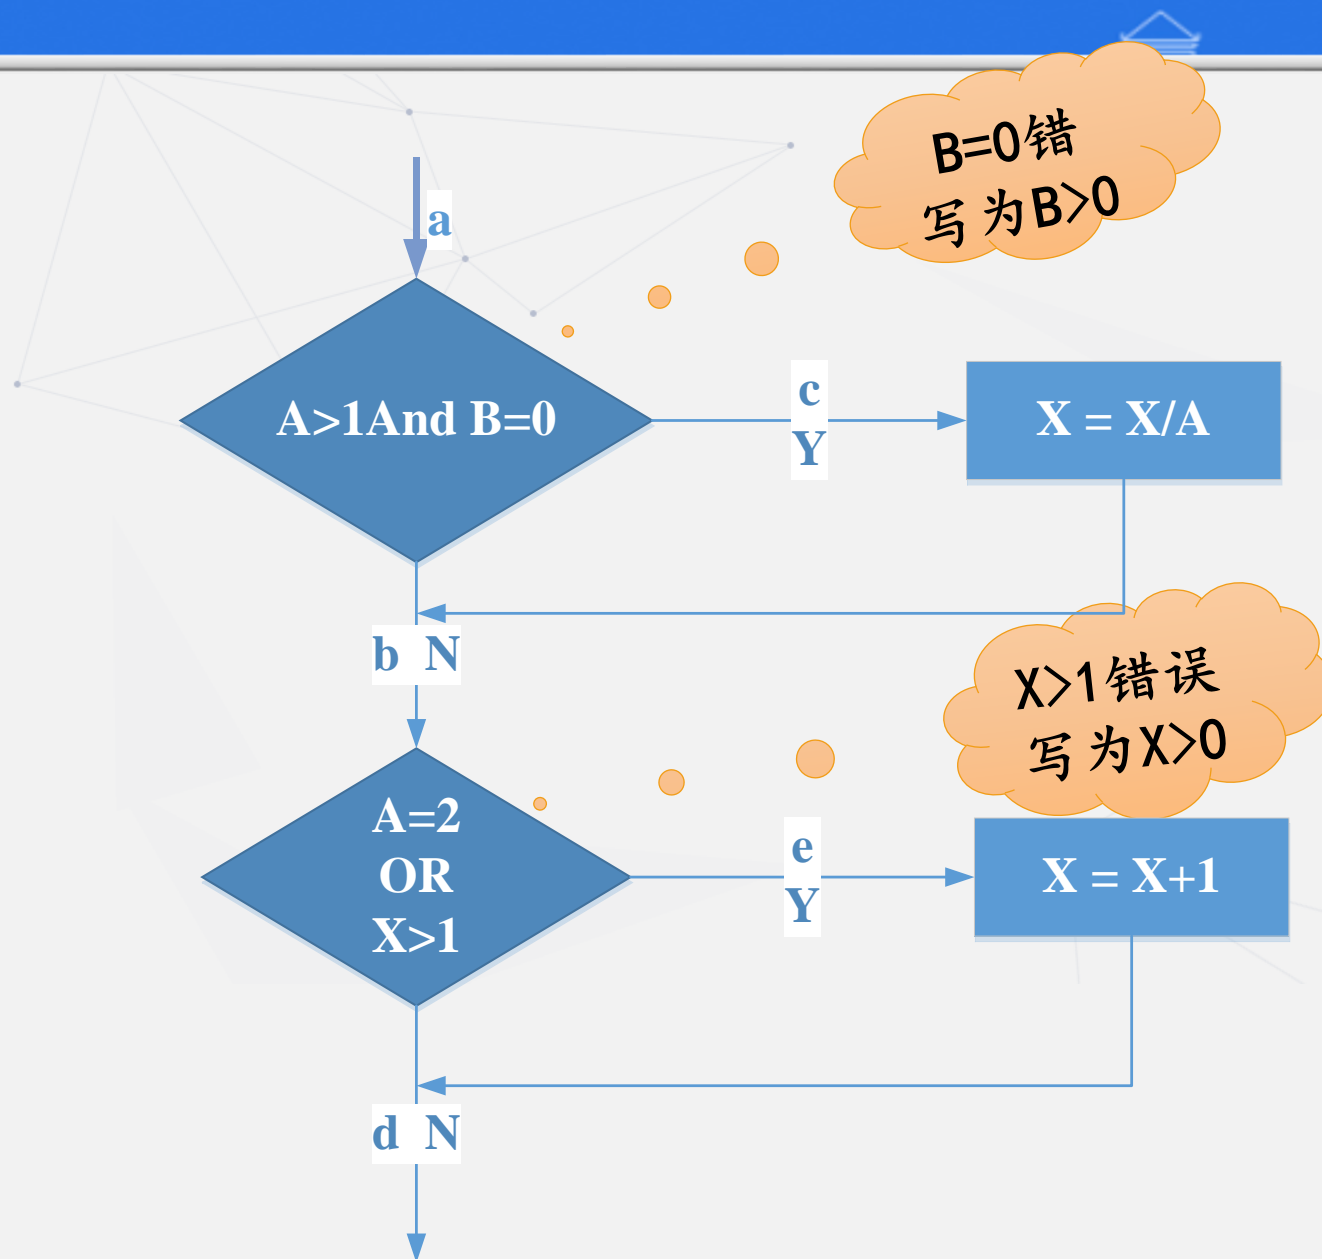 B=0错
写为B>0
a
A>1And B=0
c
Y
X = X/A
b N
X>1错误
写为X>0
A=2
OR
X>1
e
Y
X = X+1
d N